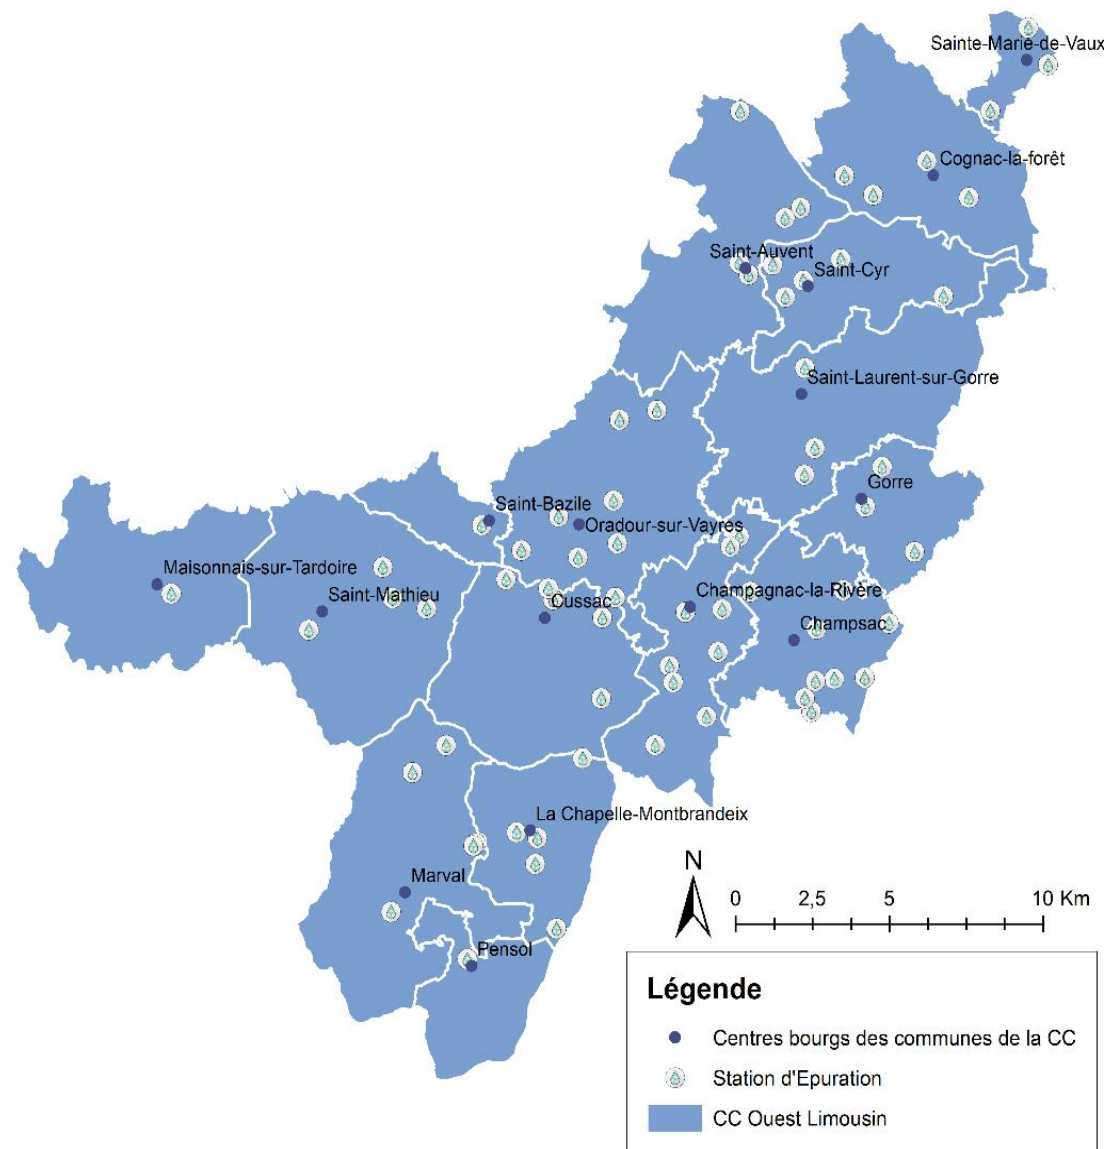 Sainte-Marie-de-Vaux
Cognac-la-forêt
Saint-Auvent
Saint-Cyr
Saint-Laurent-sur-Gorre
Gorre
Saint-Bazile
Oradour-sur-Vayres
Maisonnais-sur-Tardoire
Saint-Mathieu
Cussac
Champagnac-la-Rivère
Champsac
La Chapelle-Montbrandeix
Marval
Pensol
N
0 2,5 5 10 Km
Légende
Centres bourgs des communes de la CC
Station d'Epuration
CC Ouest Limousin